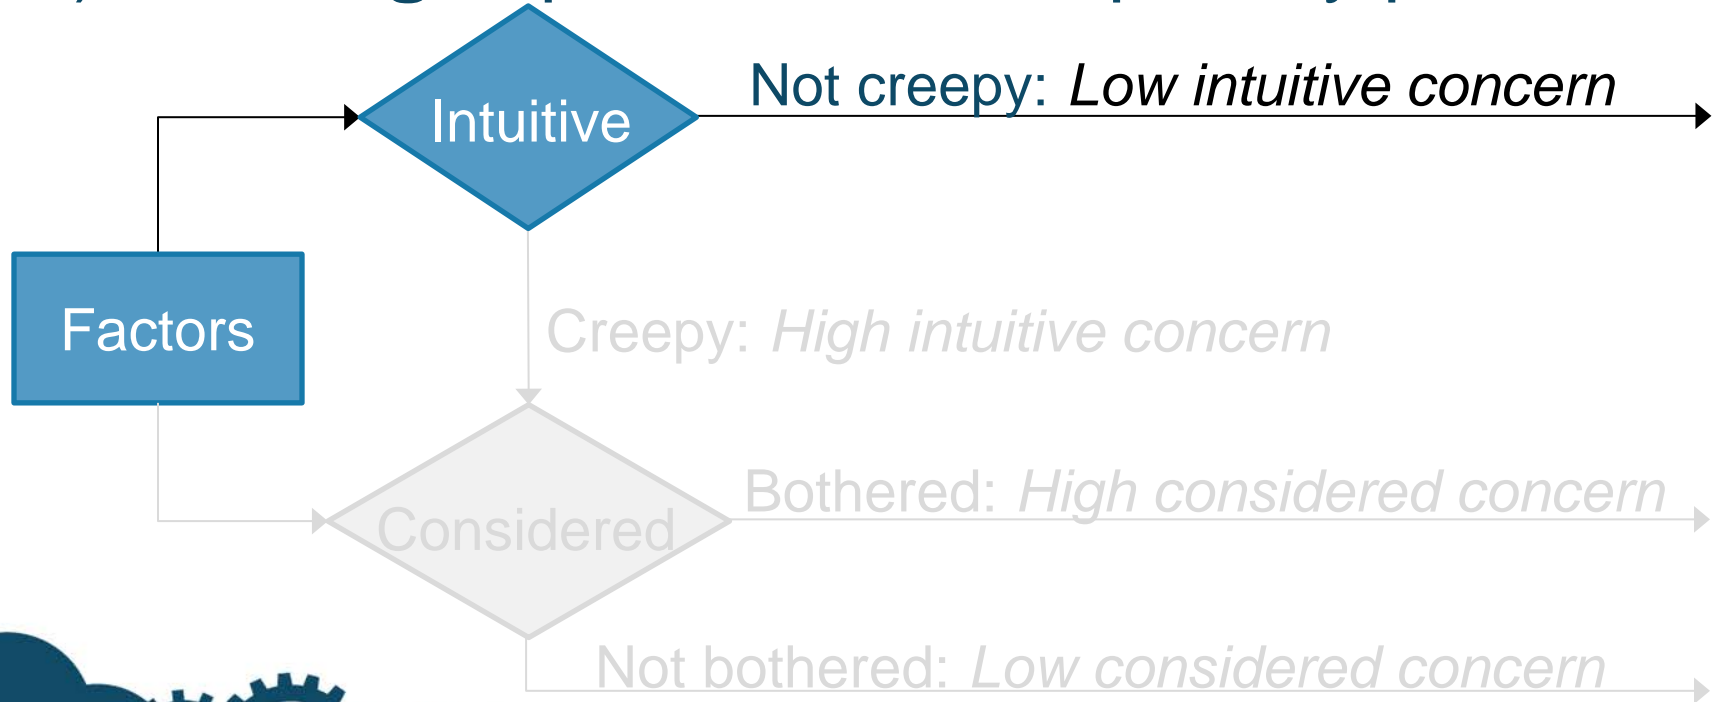 Intuitive
Not creepy: Low intuitive concern
Factors
Creepy: High intuitive concern
Considered
Bothered: High considered concern
Not bothered: Low considered concern